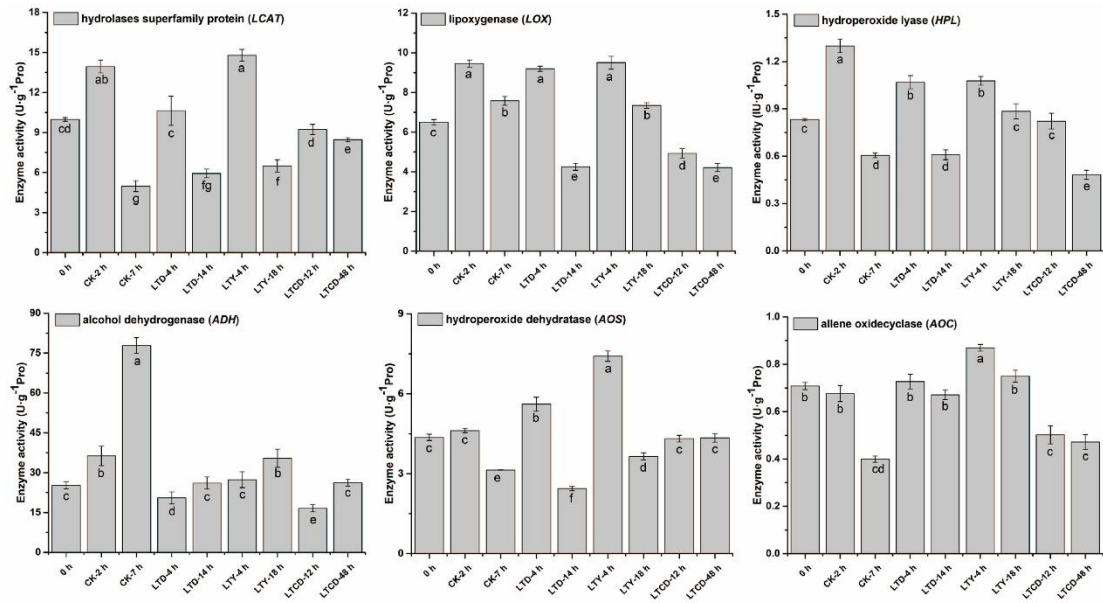 hydrolases superfamily protein (LCAT)
Enzyme activity (U·g⁻¹Pro)
18
15
12
9
6
3
0
cd
ab
g
c
fg
a
f
d
e
0 h
CK-2 h
CK-7 h
LTD-4 h
LTD-14 h
LTY-4 h
LTY-18 h
LTCD-12 h
LTCD-48 h
lipoxygenase (LOX)
Enzyme activity (U·g⁻¹Pro)
12
10
8
6
4
2
0
c
a
b
a
e
a
b
d
e
0 h
CK-2 h
CK-7 h
LTD-4 h
LTD-14 h
LTY-4 h
LTY-18 h
LTCD-12 h
LTCD-48 h
hydroperoxide lyase (HPL)
Enzyme activity (IU·g⁻¹Pro)
1.5
1.2
0.9
0.6
0.3
0.0
c
a
d
b
d
b
c
c
e
0 h
CK-2 h
CK-7 h
LTD-4 h
LTD-14 h
LTY-4 h
LTY-18 h
LTCD-12 h
LTCD-48 h
alcohol dehydrogenase (ADH)
Enzyme activity (U·g⁻¹Pro)
90
75
60
45
30
15
0
c
b
a
d
c
c
b
e
c
0 h
CK-2 h
CK-7 h
LTD-4 h
LTD-14 h
LTY-4 h
LTY-18 h
LTCD-12 h
LTCD-48 h
hydroperoxide dehydratase (AOS)
Enzyme activity (U·g⁻¹Pro)
9
6
3
0
c
c
e
b
f
a
d
c
c
0 h
CK-2 h
CK-7 h
LTD-4 h
LTD-14 h
LTY-4 h
LTY-18 h
LTCD-12 h
LTCD-48 h
allene oxidecyclase (AOC)
Enzyme activity (U·g⁻¹Pro)
1.0
0.8
0.6
0.4
0.2
0.0
b
b
cd
b
b
a
b
c
c
0 h
CK-2 h
CK-7 h
LTD-4 h
LTD-14 h
LTY-4 h
LTY-18 h
LTCD-12 h
LTCD-48 h